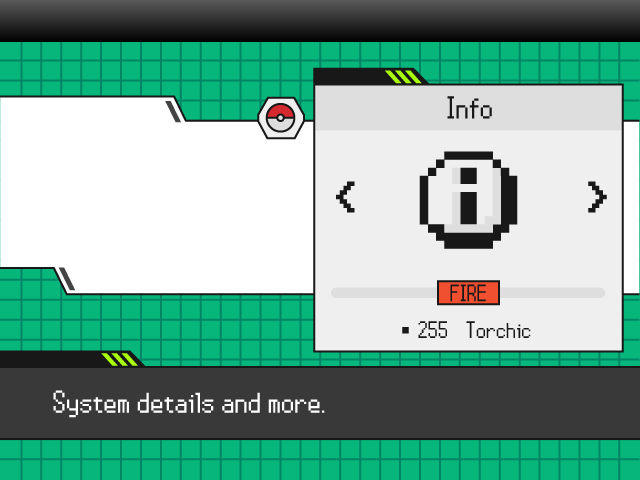 Info
FIRE
▪ 255 Torchic
System details and more.